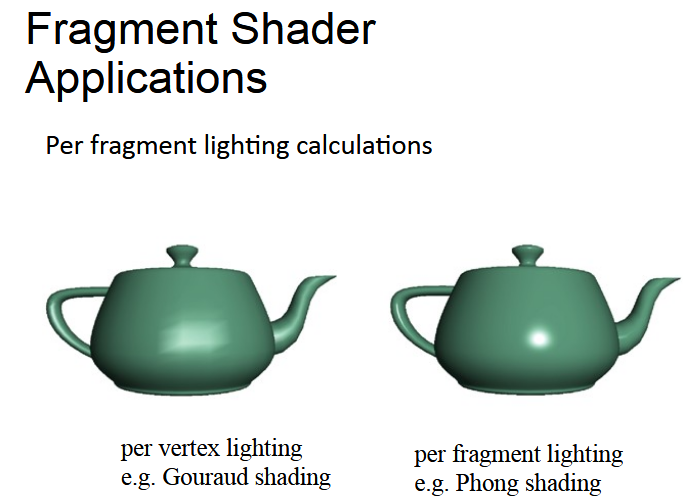 Fragment Shader
Applications
Per fragment lighting calculations
per vertex lighting
e.g. Gouraud shading
per fragment lighting
e.g. Phong shading